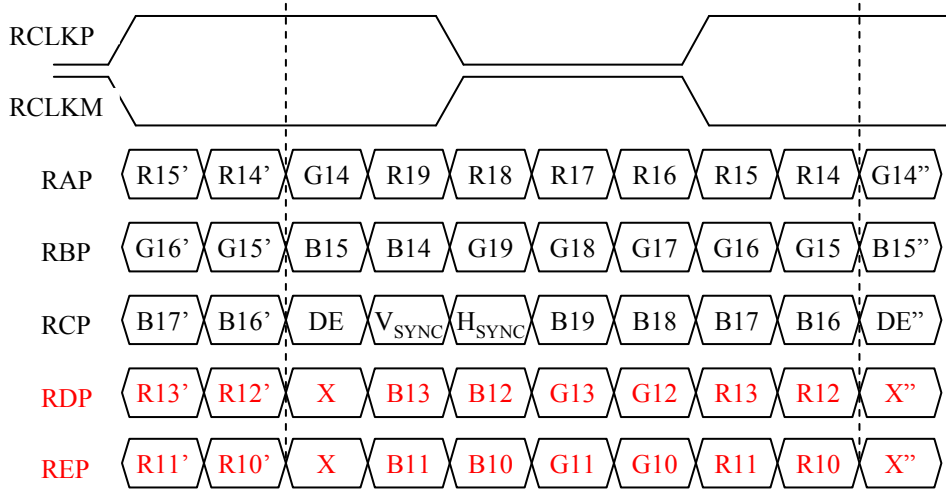 RCLKP
RCLKM
RAP R15’ R14’ G14 R19 R18 R17 R16 R15 R14 G14”
RBP G16’ G15’ B15 B14 G19 G18 G17 G16 G15 B15”
RCP B17’ B16’ DE VSYNC HSYNC B19 B18 B17 B16 DE”
RDP R13’ R12’ X B13 B12 G13 G12 R13 R12 X”
REP R11’ R10’ X B11 B10 G11 G10 R11 R10 X”